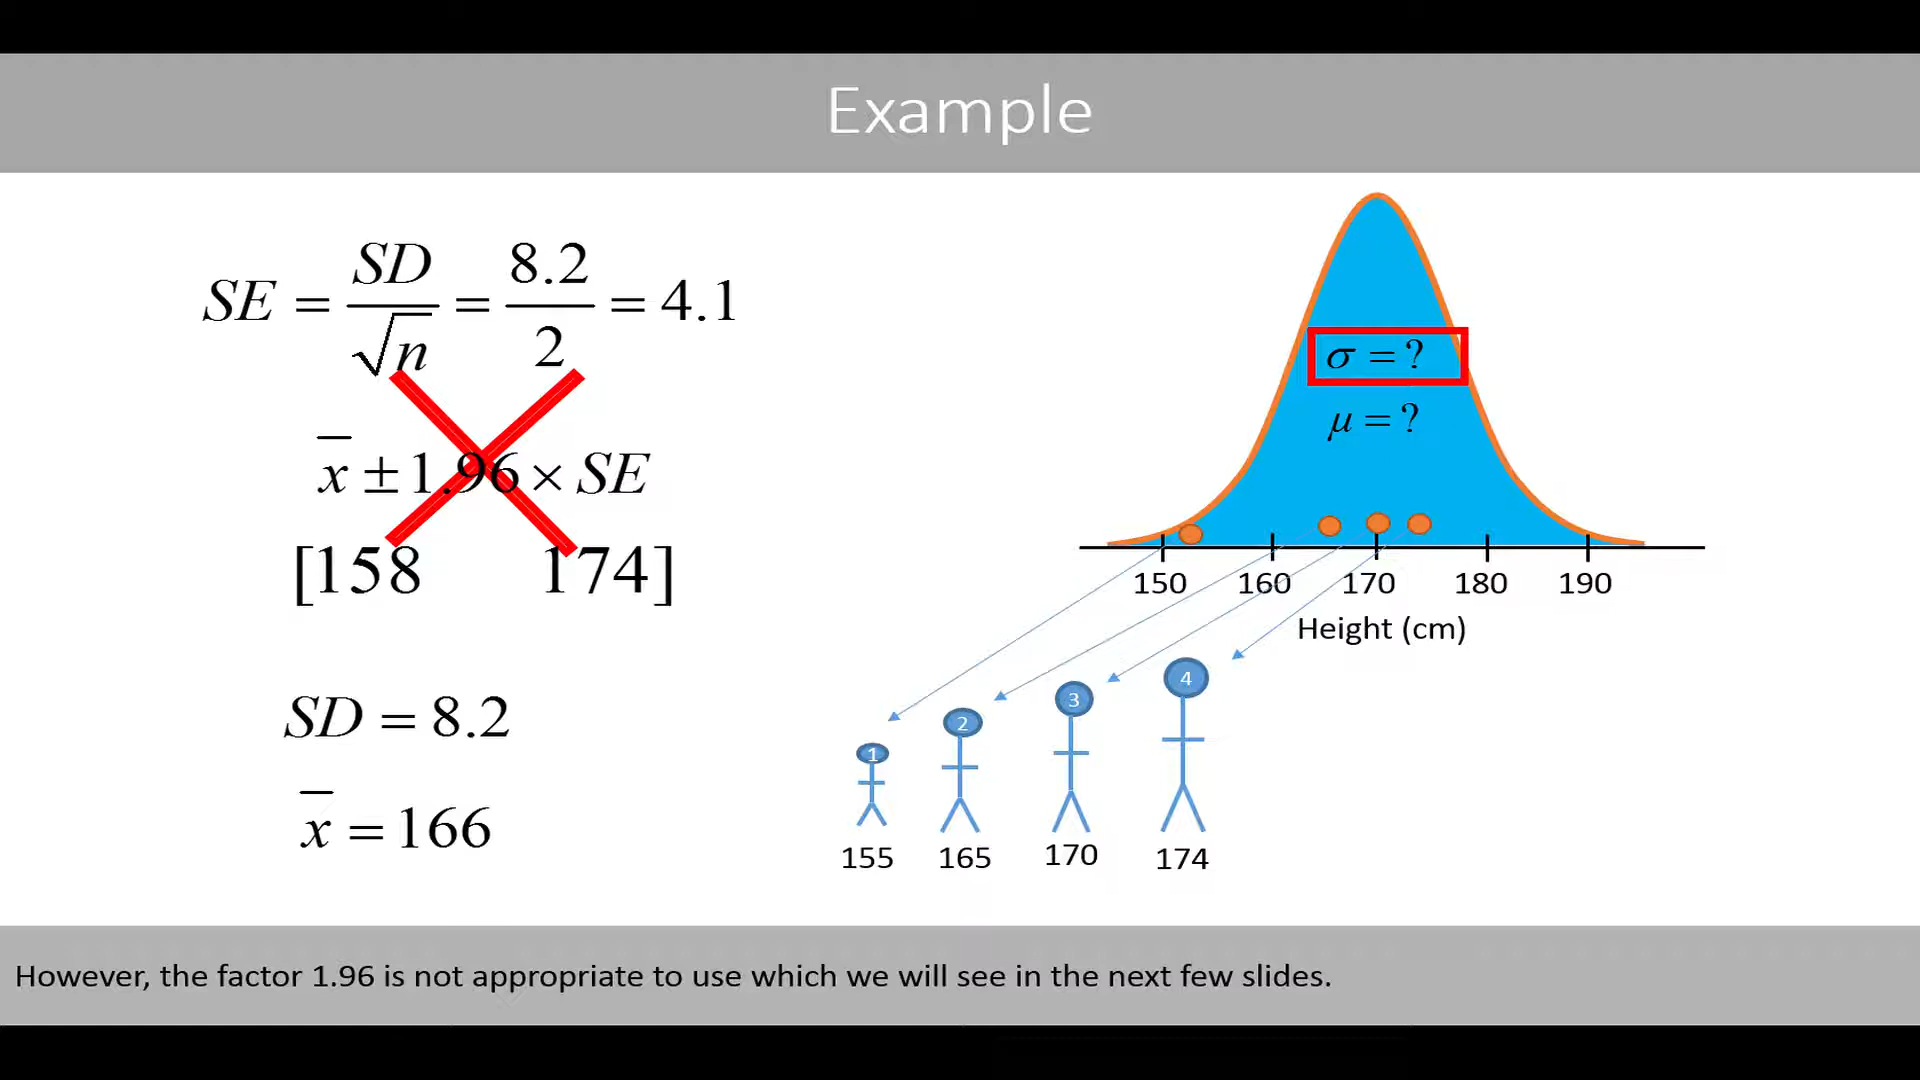 Example
SE = SD/√n = 8.2/2 = 4.1
x̄ ± 1.96 × SE
[158 174]
SD = 8.2
x̄ = 166
σ = ?
μ = ?
150 160 170 180 190
Height (cm)
1 2 3 4
155 165 170 174
However, the factor 1.96 is not appropriate to use which we will see in the next few slides.